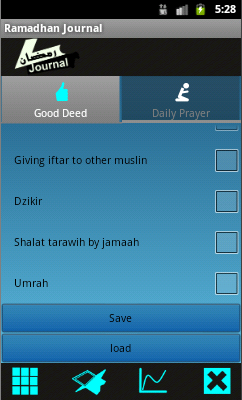 5:28
Ramadhan Journal
رمضان
Journal
Good Deed
Daily Prayer
Giving iftar to other muslin
Dzikir
Shalat tarawih by jamaah
Umrah
Save
load